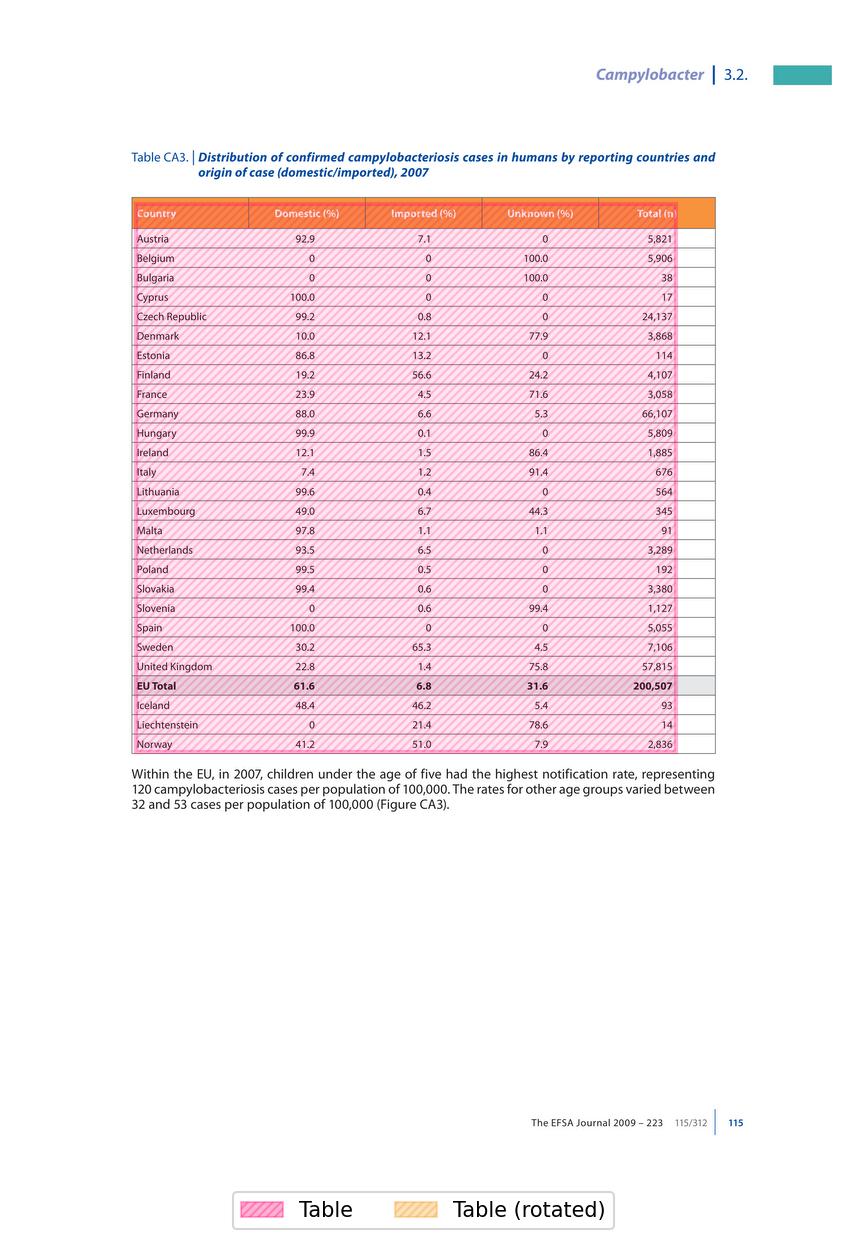 Campylobacter | 3.2.
Table CA3. | Distribution of confirmed campylobacteriosis cases in humans by reporting countries and
origin of case (domestic/imported), 2007
Country Domestic (%) Imported (%) Unknown (%) Total (n)
Austria 92.9 7.1 0 5,821
Belgium 0 0 100.0 5,906
Bulgaria 0 0 100.0 38
Cyprus 100.0 0 0 17
Czech Republic 99.2 0.8 0 24,137
Denmark 10.0 12.1 77.9 3,868
Estonia 86.8 13.2 0 114
Finland 19.2 56.6 24.2 4,107
France 23.9 4.5 71.6 3,058
Germany 88.0 6.6 5.3 66,107
Hungary 99.9 0.1 0 5,809
Ireland 12.1 1.5 86.4 1,885
Italy 7.4 1.2 91.4 676
Lithuania 99.6 0.4 0 564
Luxembourg 49.0 6.7 44.3 345
Malta 97.8 1.1 1.1 91
Netherlands 93.5 6.5 0 3,289
Poland 99.5 0.5 0 192
Slovakia 99.4 0.6 0 3,380
Slovenia 0 0.6 99.4 1,127
Spain 100.0 0 0 5,055
Sweden 30.2 65.3 4.5 7,106
United Kingdom 22.8 1.4 75.8 57,815
EU Total 61.6 6.8 31.6 200,507
Iceland 48.4 46.2 5.4 93
Liechtenstein 0 21.4 78.6 14
Norway 41.2 51.0 7.9 2,836
Within the EU, in 2007, children under the age of five had the highest notification rate, representing
120 campylobacteriosis cases per population of 100,000. The rates for other age groups varied between
32 and 53 cases per population of 100,000 (Figure CA3).
The EFSA Journal 2009 – 223 115/312 115
Table Table (rotated)